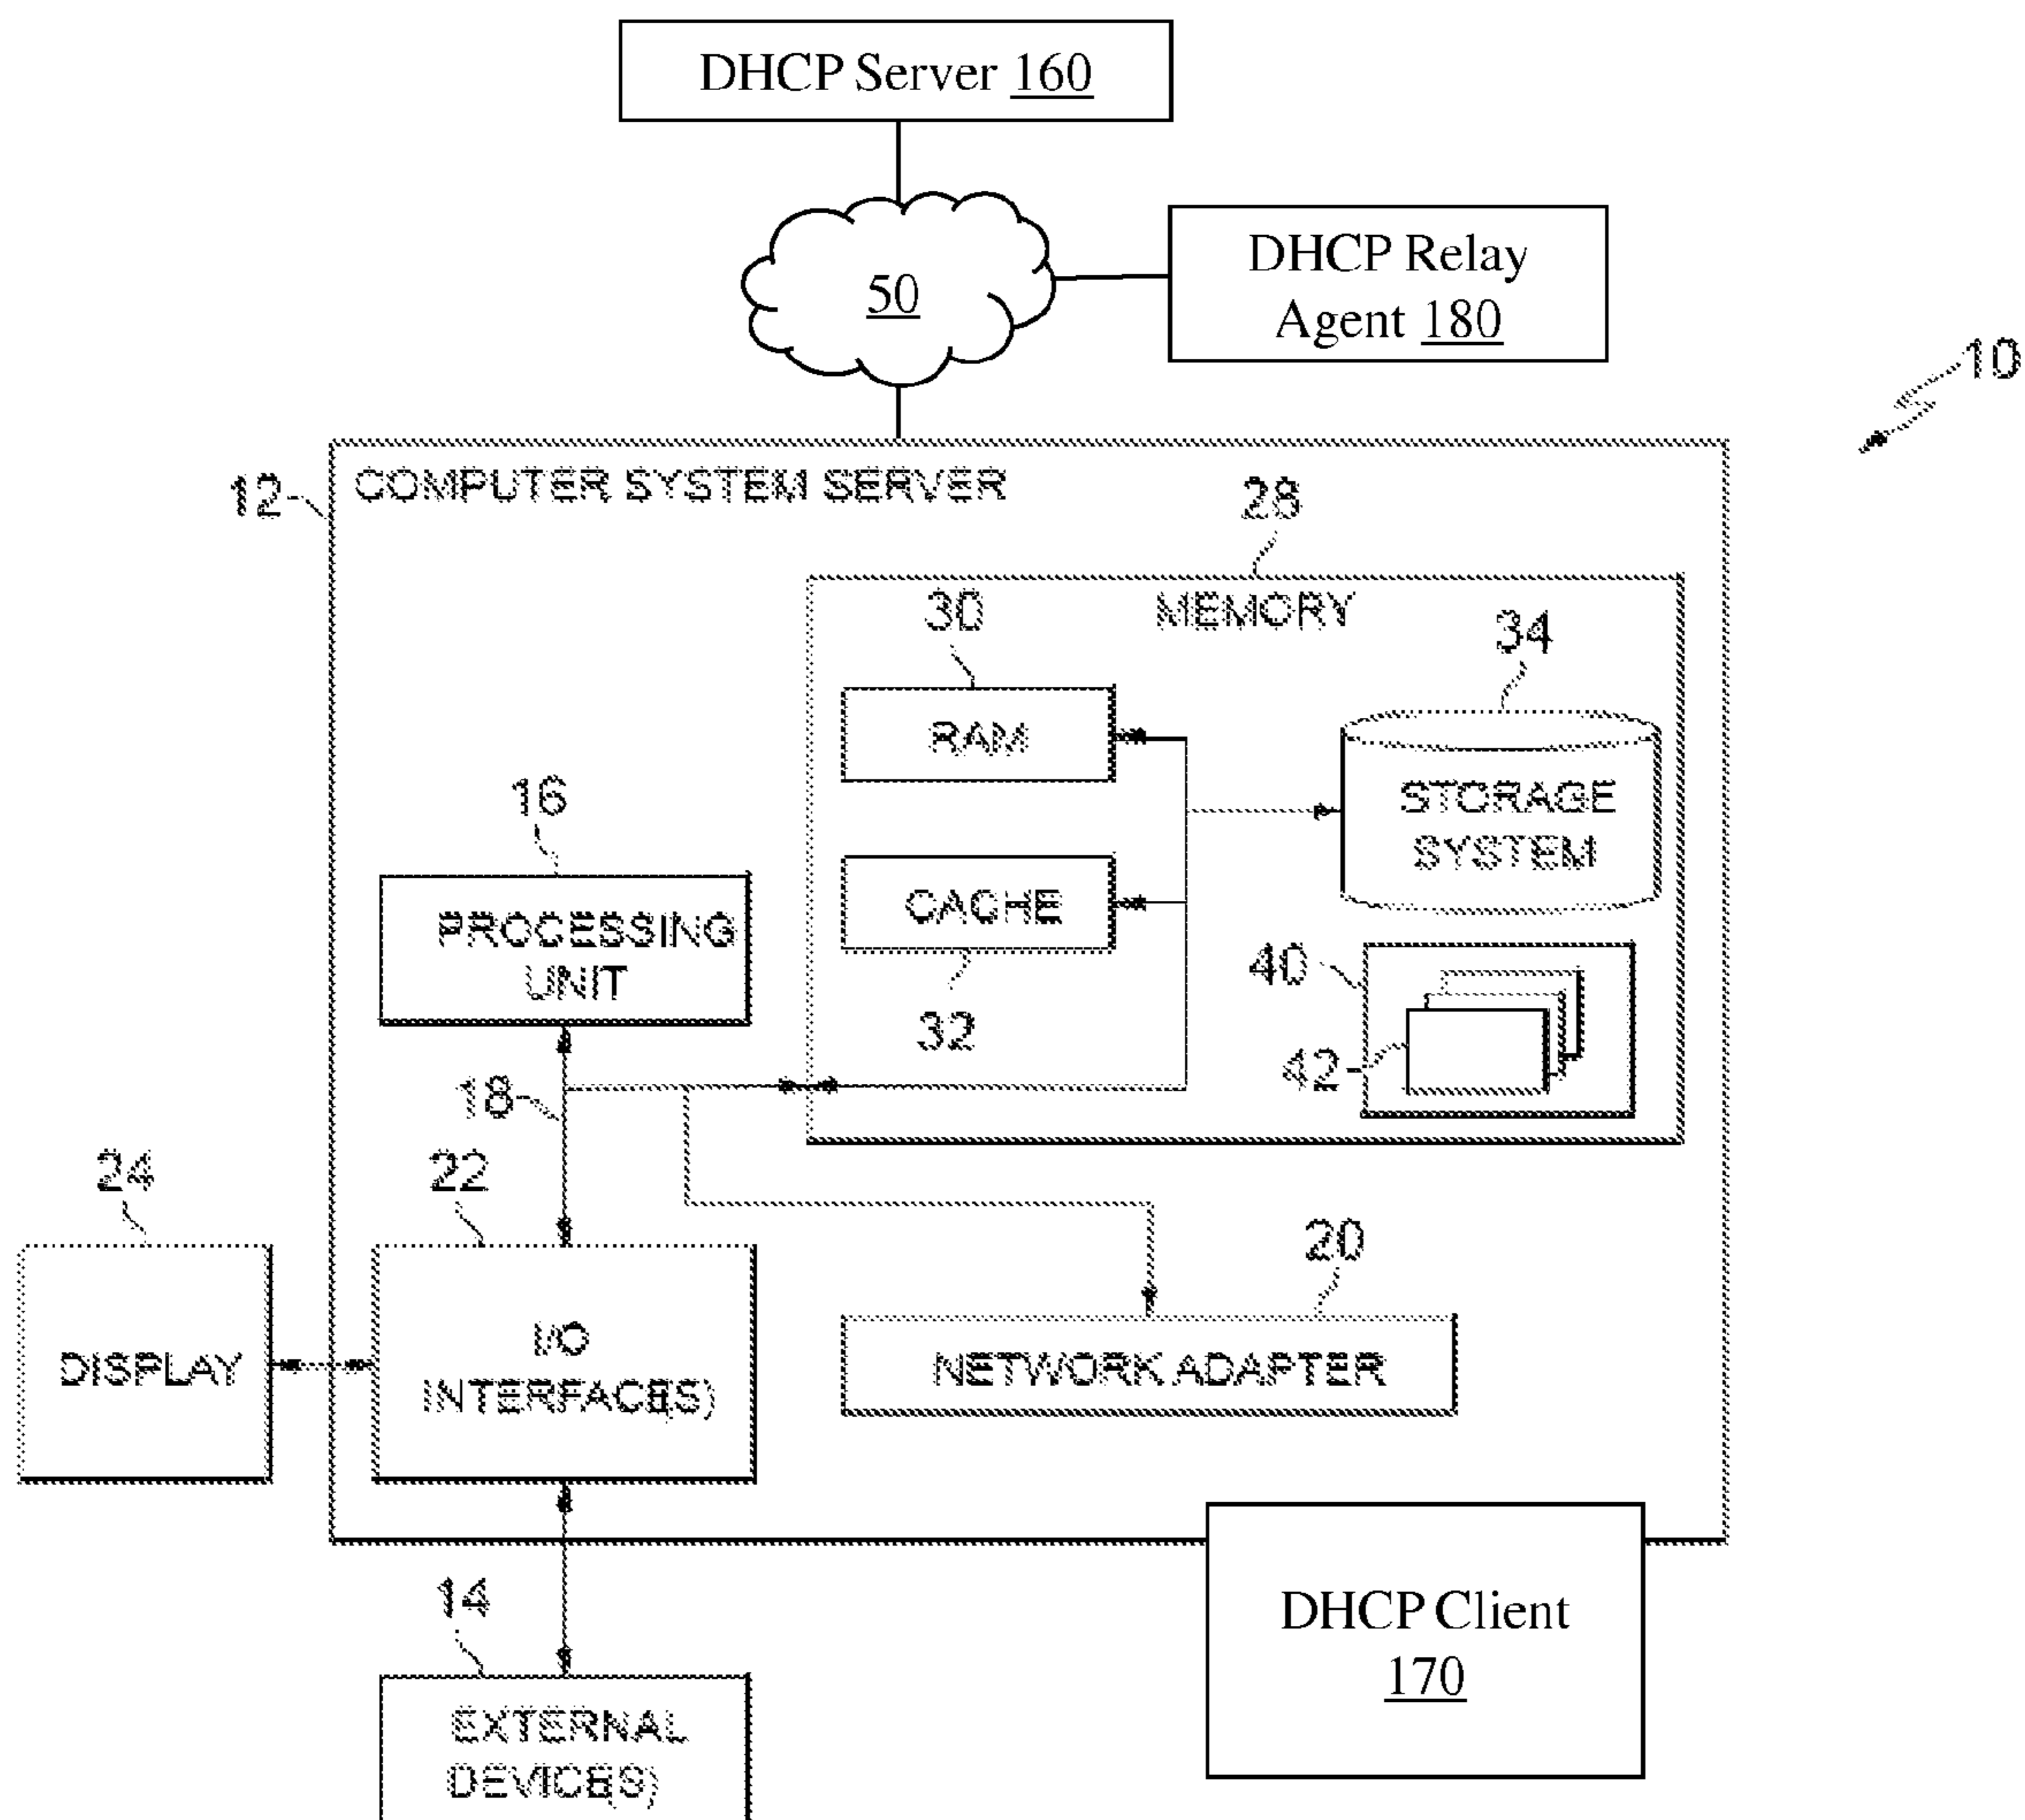 DHCP Server 160
50
DHCP Relay
Agent 180
10
12
COMPUTER SYSTEM SERVER
28
MEMORY
30
34
RAM
STORAGE
SYSTEM
16
CACHE
PROCESSING
UNIT
40
32
42
18
24
22
20
DISPLAY
I/O
INTERFACE(S)
NETWORK ADAPTER
14
DHCP Client
170
EXTERNAL
DEVICE(S)